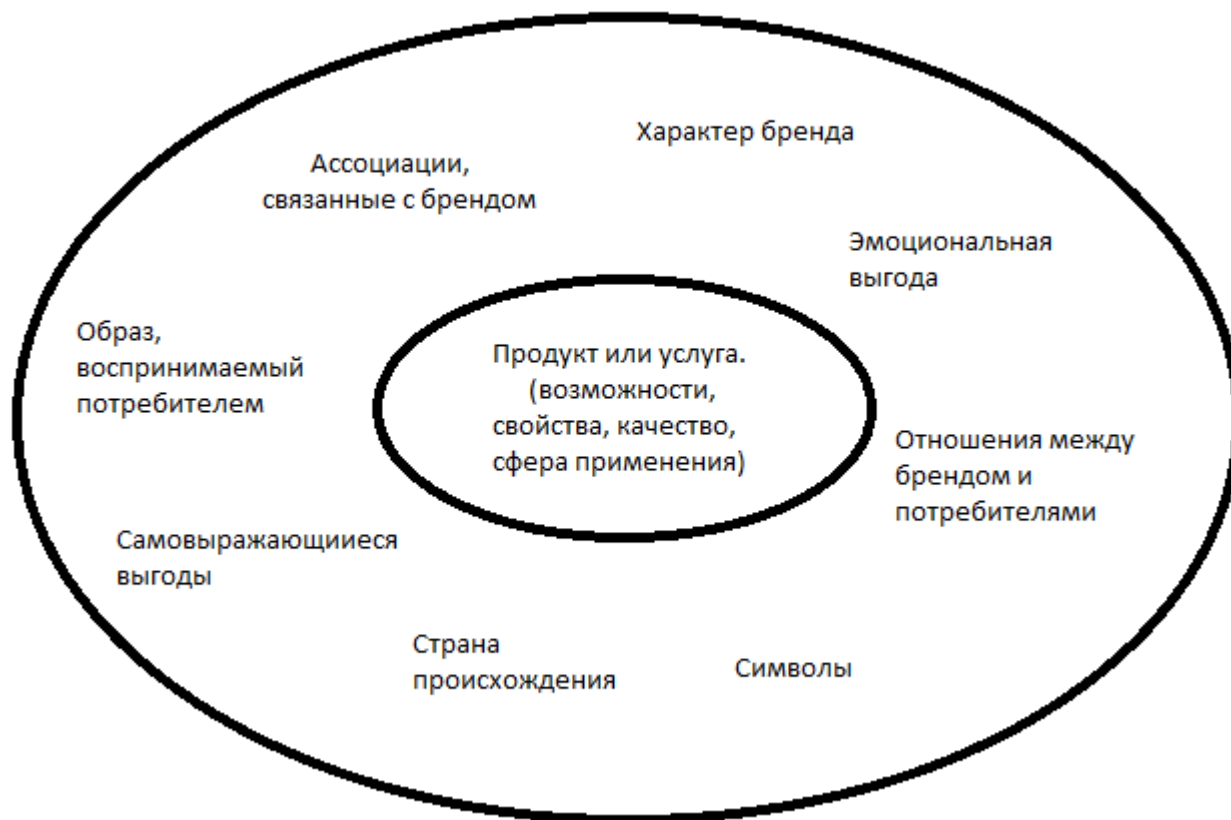 Характер бренда
Ассоциации,
связанные с брендом
Эмоциональная
выгода
Образ,
воспринимаемый
потребителем
Продукт или услуга.
(возможности,
свойства, качество,
сфера применения)
Отношения между
брендом и
потребителями
Самовыражающииеся
выгоды
Страна
происхождения
Символы